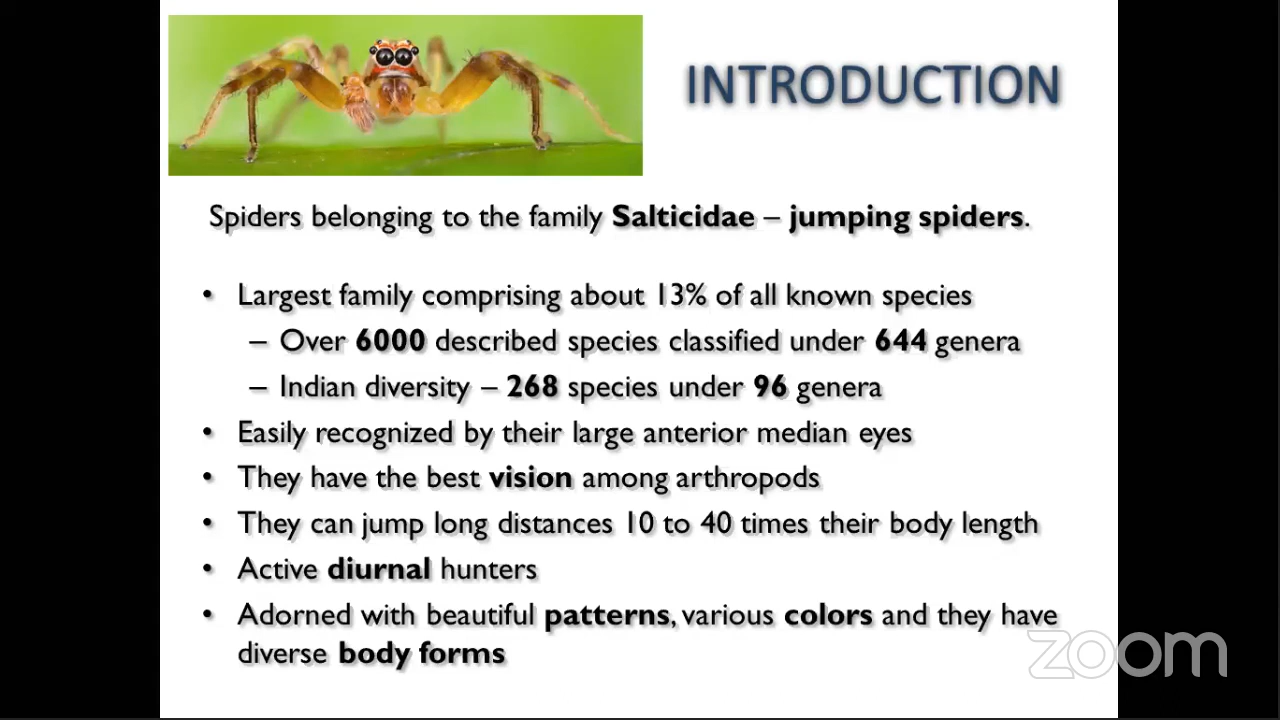 INTRODUCTION
Spiders belonging to the family Salticidae – jumping spiders.
• Largest family comprising about 13% of all known species
– Over 6000 described species classified under 644 genera
– Indian diversity – 268 species under 96 genera
• Easily recognized by their large anterior median eyes
• They have the best vision among arthropods
• They can jump long distances 10 to 40 times their body length
• Active diurnal hunters
• Adorned with beautiful patterns, various colors and they have
diverse body forms
zoom